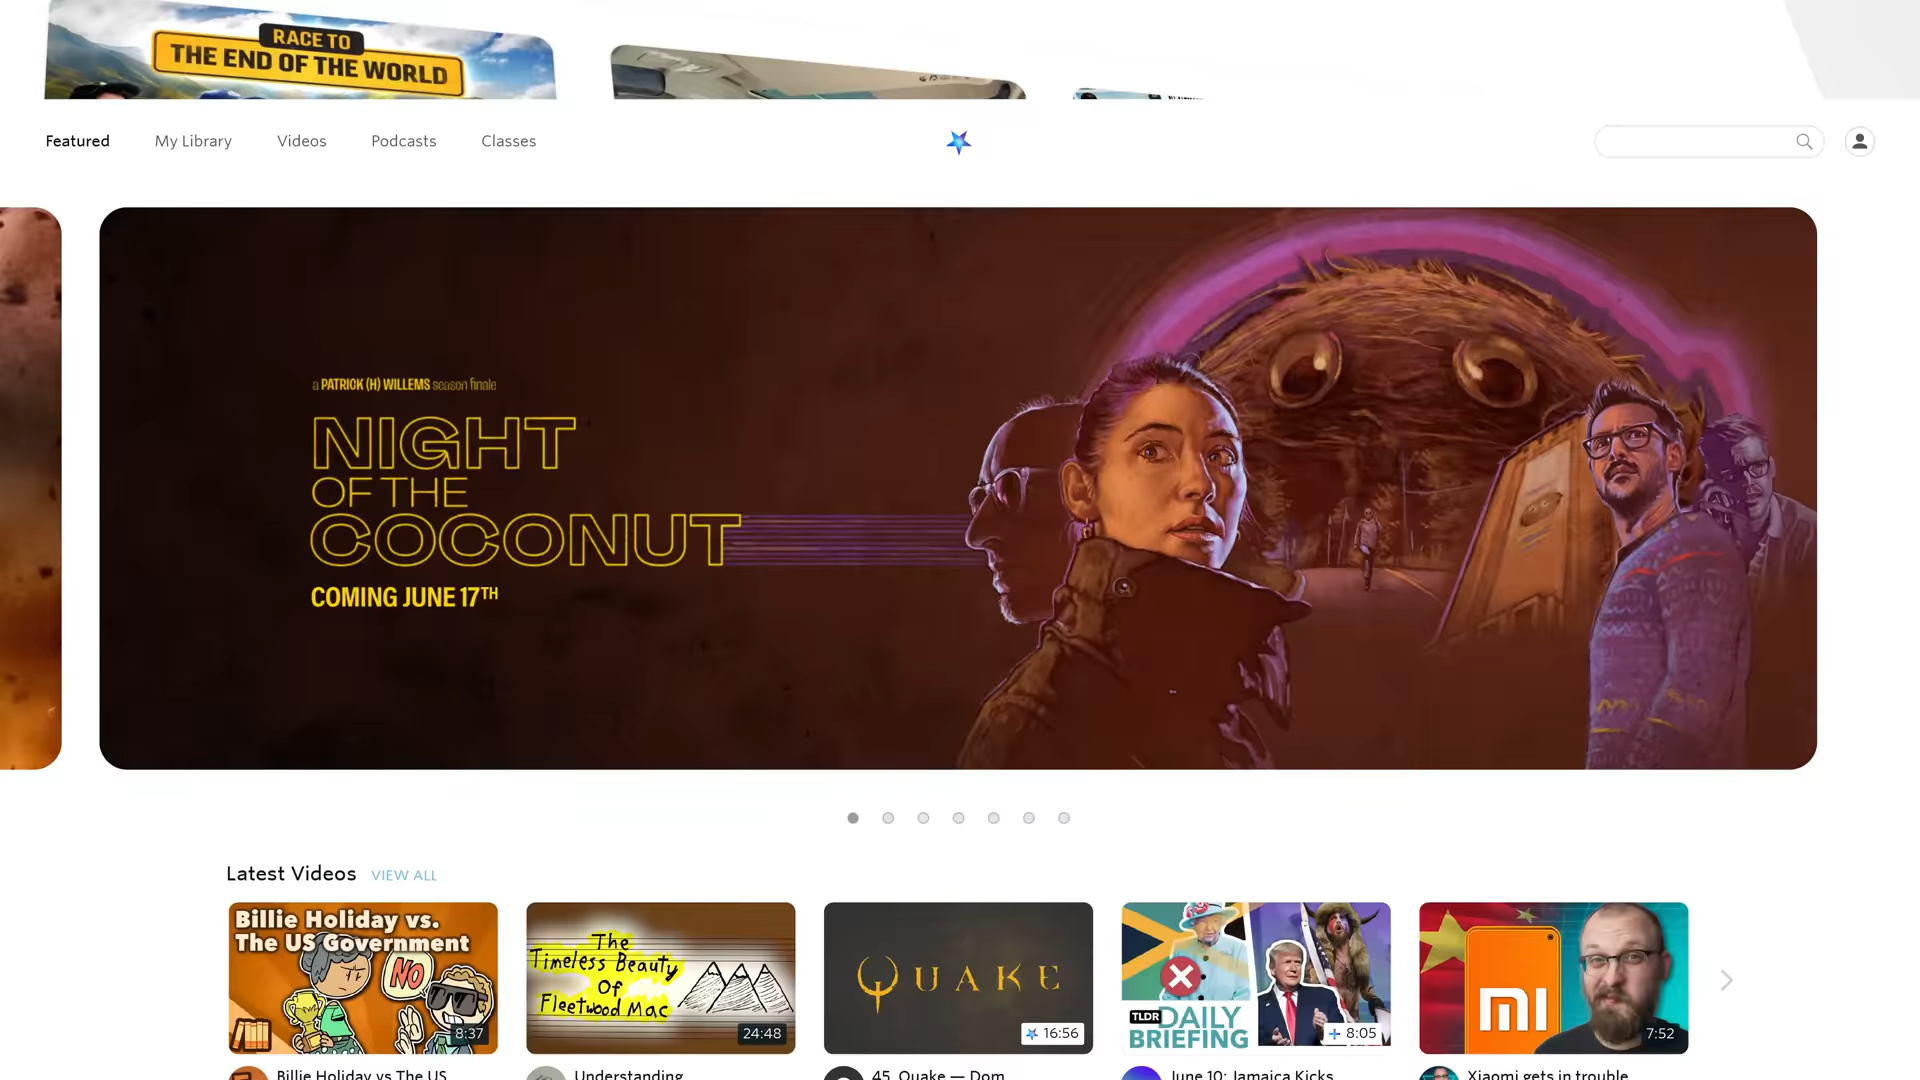 RACE TO
THE END OF THE WORLD
Featured
My Library
Videos
Podcasts
Classes
a PATRICK (H) WILLEMS season finale
NIGHT
OF THE
COCONUT
COMING JUNE 17TH
Latest Videos
VIEW ALL
Billie Holiday vs.
The US Government
NO
8:37
The
Timeless Beauty
Of
Fleetwood Mac
24:48
QUAKE
16:56
TLDR DAILY
BRIEFING
8:05
mi
7:52
Billie Holiday vs The US
Understanding
45. Quake — Dom
June 10: Jamaica Kicks
Xiaomi gets in trouble